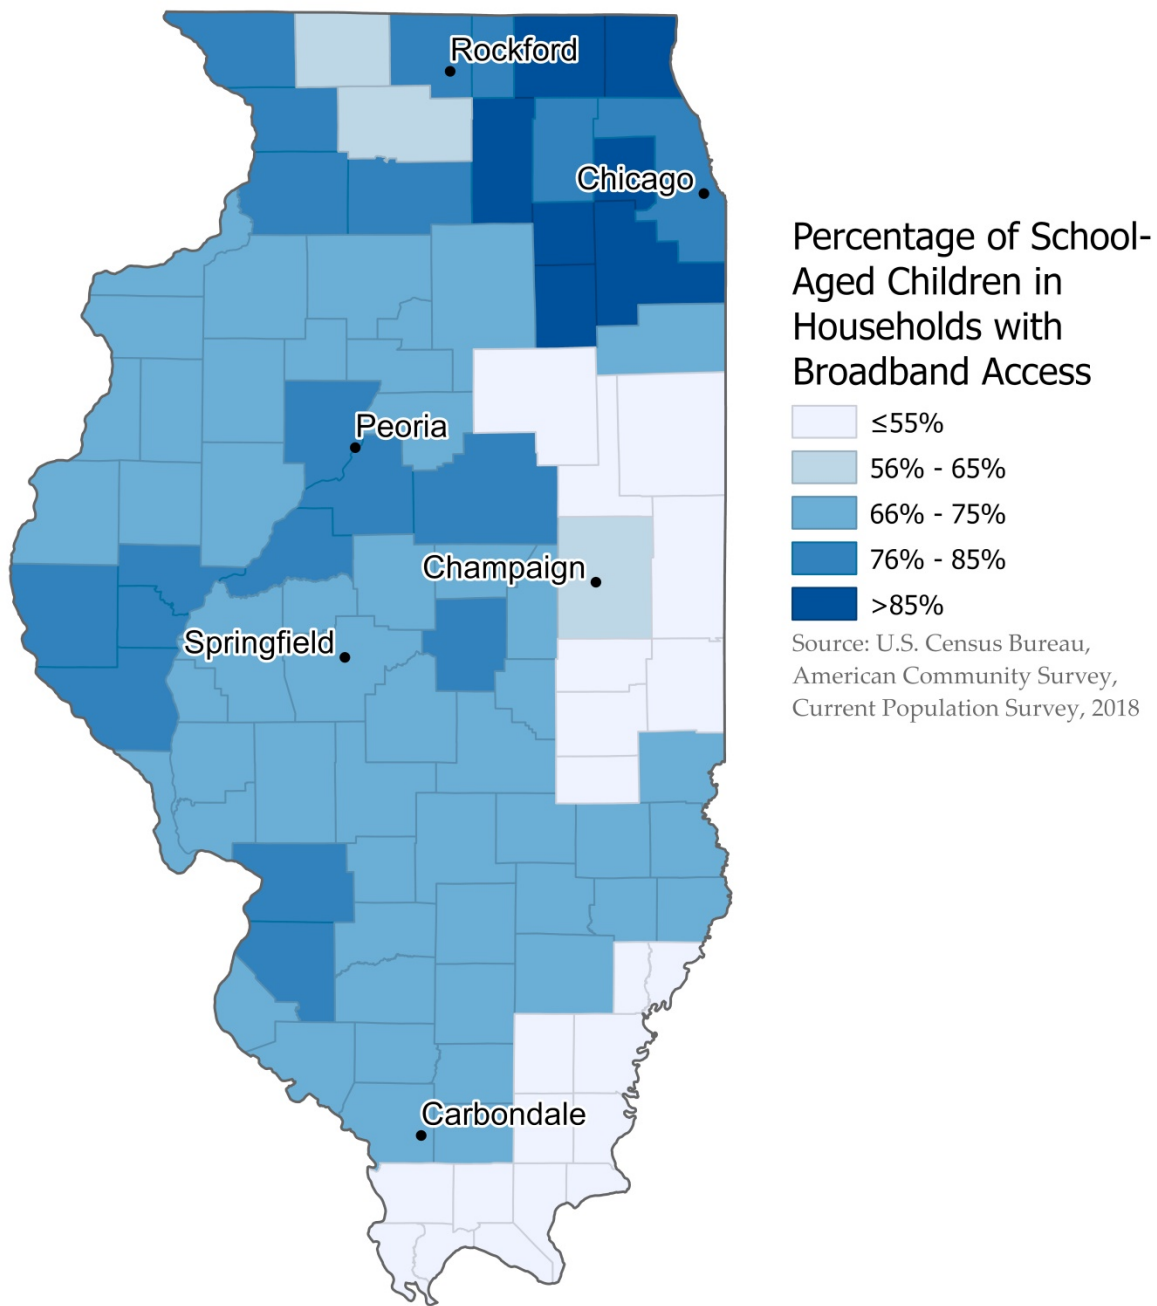 Rockford
Chicago
Percentage of School-
Aged Children in
Households with
Broadband Access
≤55%
56% - 65%
66% - 75%
76% - 85%
>85%
Source: U.S. Census Bureau,
American Community Survey,
Current Population Survey, 2018
Peoria
Champaign
Springfield
Carbondale